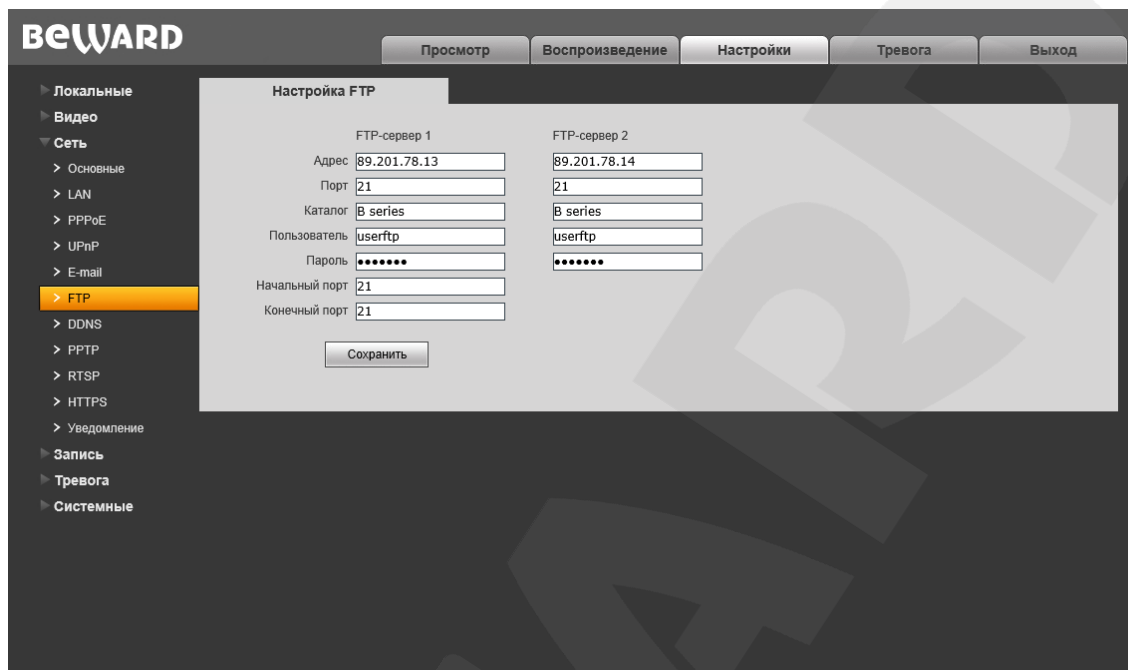 BEWARD
Просмотр Воспроизведение Настройки Тревога Выход
Локальные
Видео
Сеть
Основные
LAN
PPPoE
UPnP
E-mail
FTP
DDNS
PPTP
RTSP
HTTPS
Уведомление
Запись
Тревога
Системные
Настройка FTP
FTP-сервер 1 FTP-сервер 2
Адрес 89.201.78.13 89.201.78.14
Порт 21 21
Каталог B series B series
Пользователь userftp userftp
Пароль ••••••• •••••••
Начальный порт 21
Конечный порт 21
Сохранить